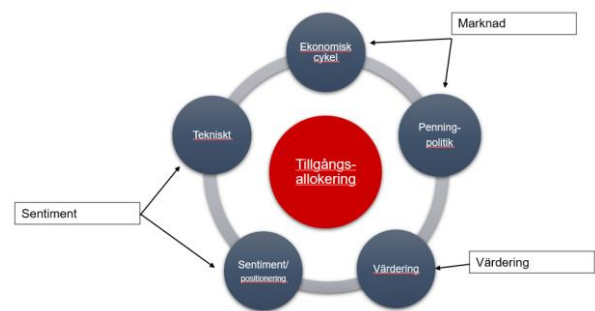 Marknad
Ekonomisk
cykel
Tekniskt
Penning-
politik
Tillgångs-
allokering
Sentiment
Sentiment/
positionering
Värdering
Värdering